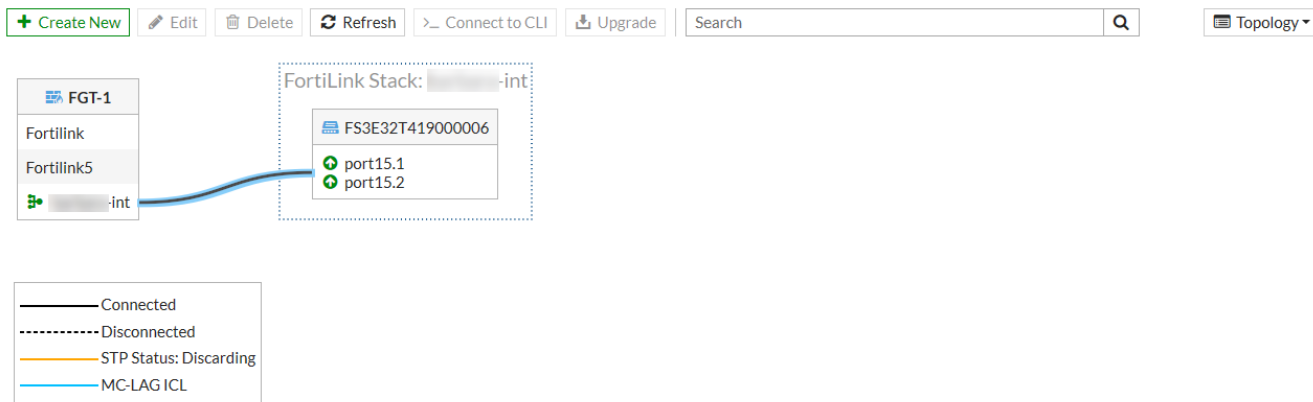 Create New Edit Delete Refresh >_ Connect to CLI Upgrade Search Topology
FortiLink Stack: -int
FGT-1
Fortilink
Fortilink5
-int
FS3E32T419000006
port15.1
port15.2
Connected
Disconnected
STP Status: Discarding
MC-LAG ICL